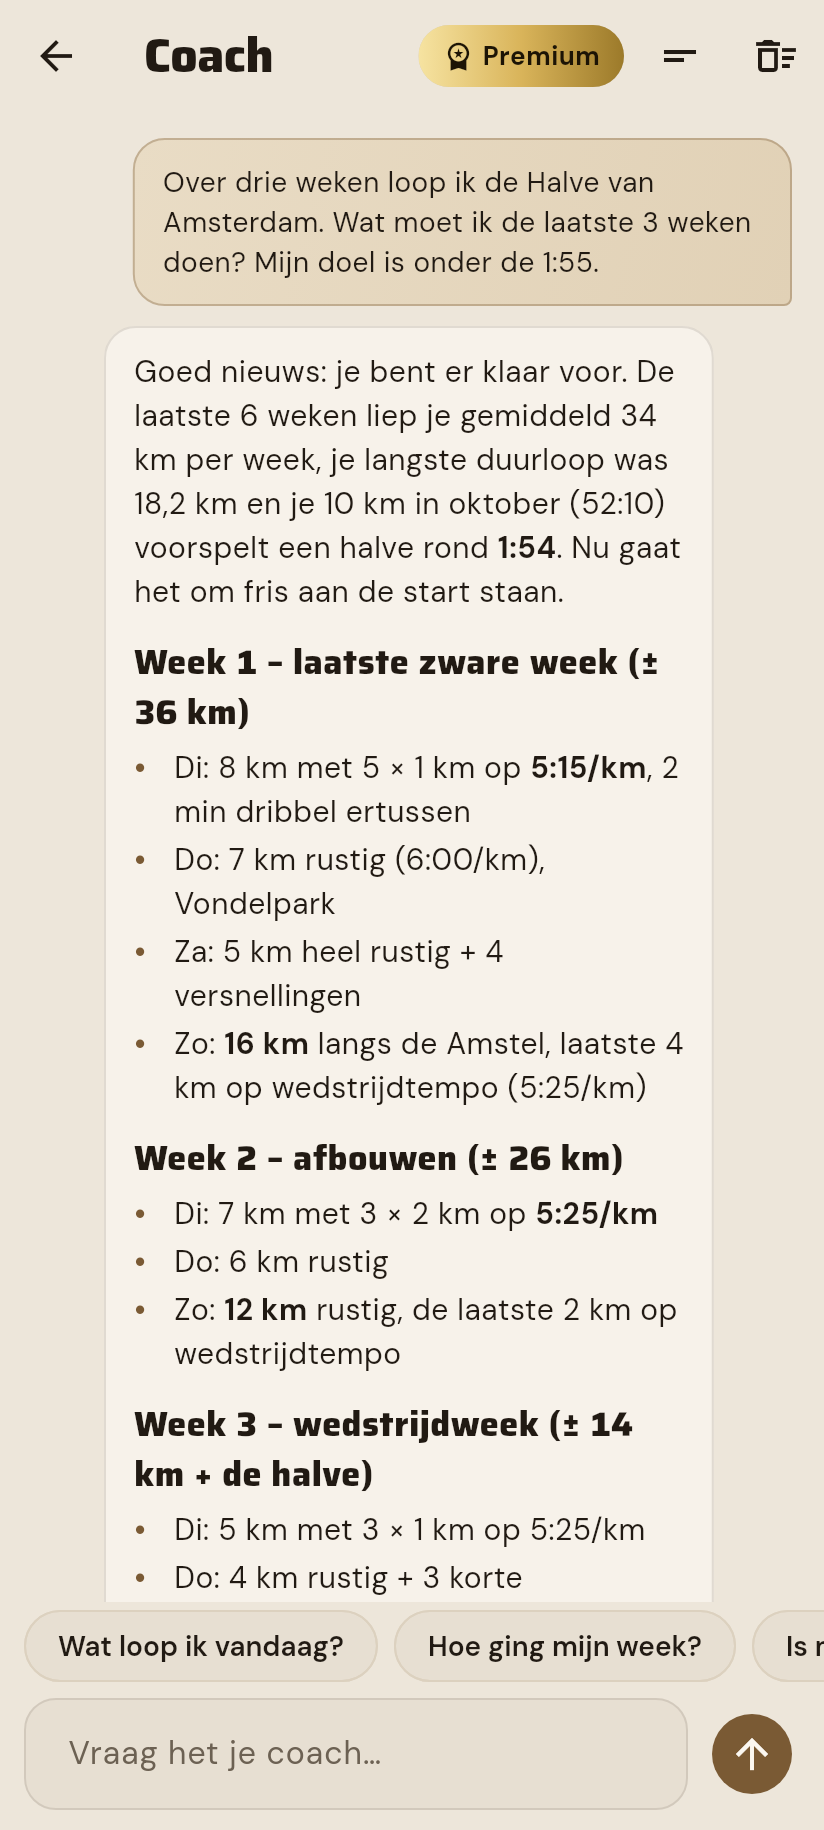 Coach
Premium
Over drie weken loop ik de Halve van
Amsterdam. Wat moet ik de laatste 3 weken
doen? Mijn doel is onder de 1:55.
Goed nieuws: je bent er klaar voor. De
laatste 6 weken liep je gemiddeld 34
km per week, je langste duurloop was
18,2 km en je 10 km in oktober (52:10)
voorspelt een halve rond 1:54. Nu gaat
het om fris aan de start staan.
Week 1 – laatste zware week (±
36 km)
• Di: 8 km met 5 × 1 km op 5:15/km, 2
min dribbel ertussen
• Do: 7 km rustig (6:00/km),
Vondelpark
• Za: 5 km heel rustig + 4
versnellingen
• Zo: 16 km langs de Amstel, laatste 4
km op wedstrijdtempo (5:25/km)
Week 2 – afbouwen (± 26 km)
• Di: 7 km met 3 × 2 km op 5:25/km
• Do: 6 km rustig
• Zo: 12 km rustig, de laatste 2 km op
wedstrijdtempo
Week 3 – wedstrijdweek (± 14
km + de halve)
• Di: 5 km met 3 × 1 km op 5:25/km
• Do: 4 km rustig + 3 korte
Wat loop ik vandaag?
Hoe ging mijn week?
Is
Vraag het je coach…